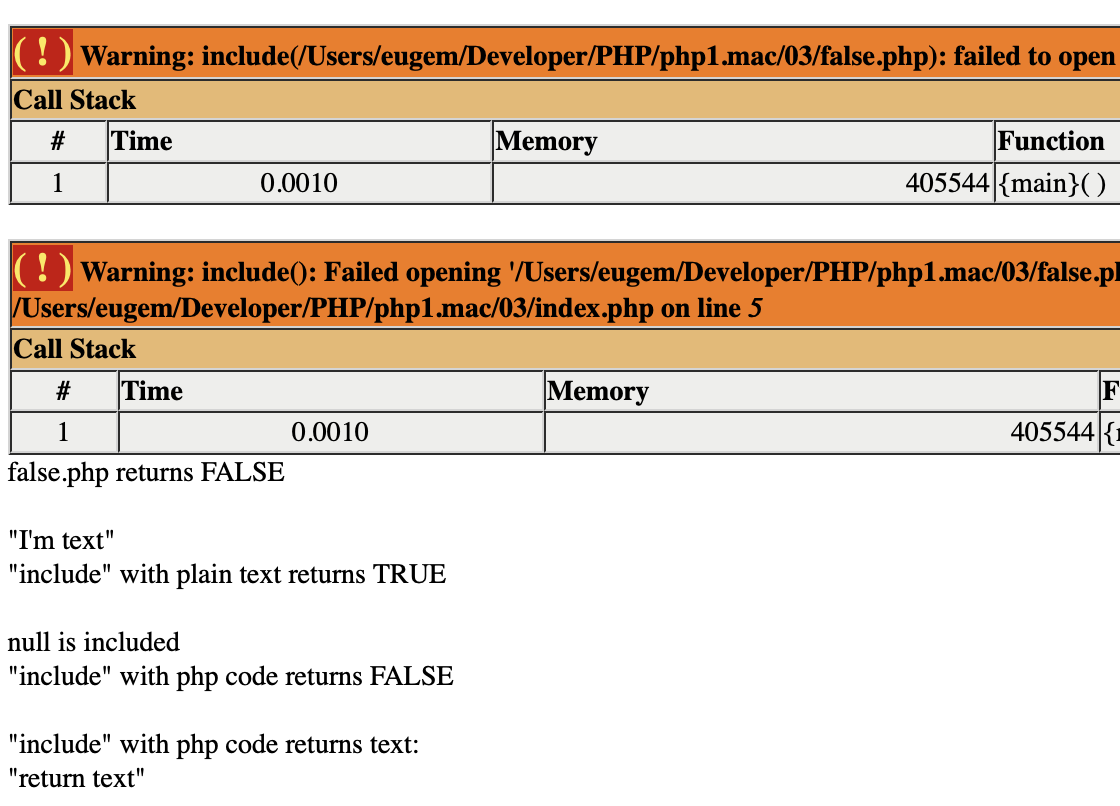 ( ! ) Warning: include(/Users/eugem/Developer/PHP/php1.mac/03/false.php): failed to open
Call Stack
# Time Memory Function
1 0.0010 405544 {main}( )
( ! ) Warning: include(): Failed opening '/Users/eugem/Developer/PHP/php1.mac/03/false.ph
/Users/eugem/Developer/PHP/php1.mac/03/index.php on line 5
Call Stack
# Time Memory F
1 0.0010 405544 {
false.php returns FALSE
"I'm text"
"include" with plain text returns TRUE
null is included
"include" with php code returns FALSE
"include" with php code returns text:
"return text"